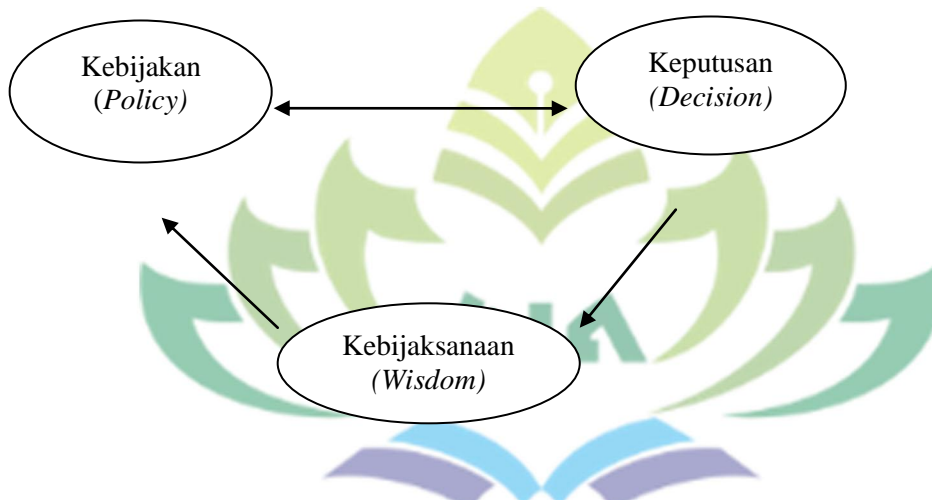 Kebijakan
(Policy)
Keputusan
(Decision)
Kebijaksanaan
(Wisdom)